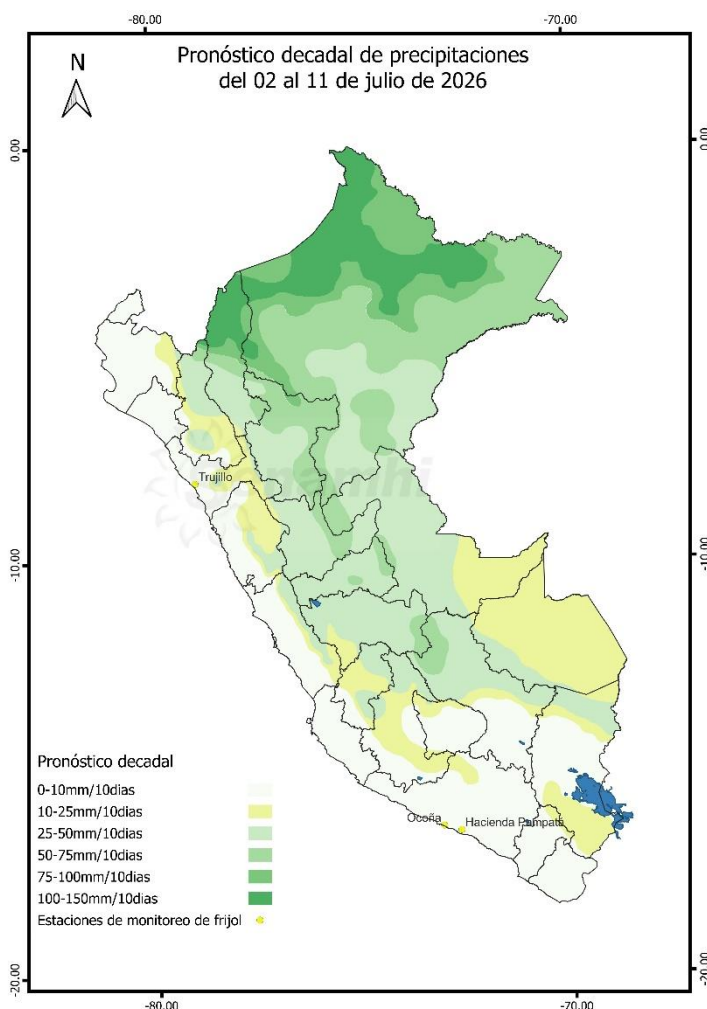 -80.00
-70.00
N
Pronóstico decadal de precipitaciones
del 02 al 11 de julio de 2026
0.00
0.00
Trujillo
senamhi
-10.00
-10.00
Pronóstico decadal
0-10mm/10dias
10-25mm/10dias
25-50mm/10dias
50-75mm/10dias
75-100mm/10dias
100-150mm/10dias
Estaciones de monitoreo de frijol
Ocoña
Hacienda Pampata
-20.00
-20.00
-80.00
-70.00